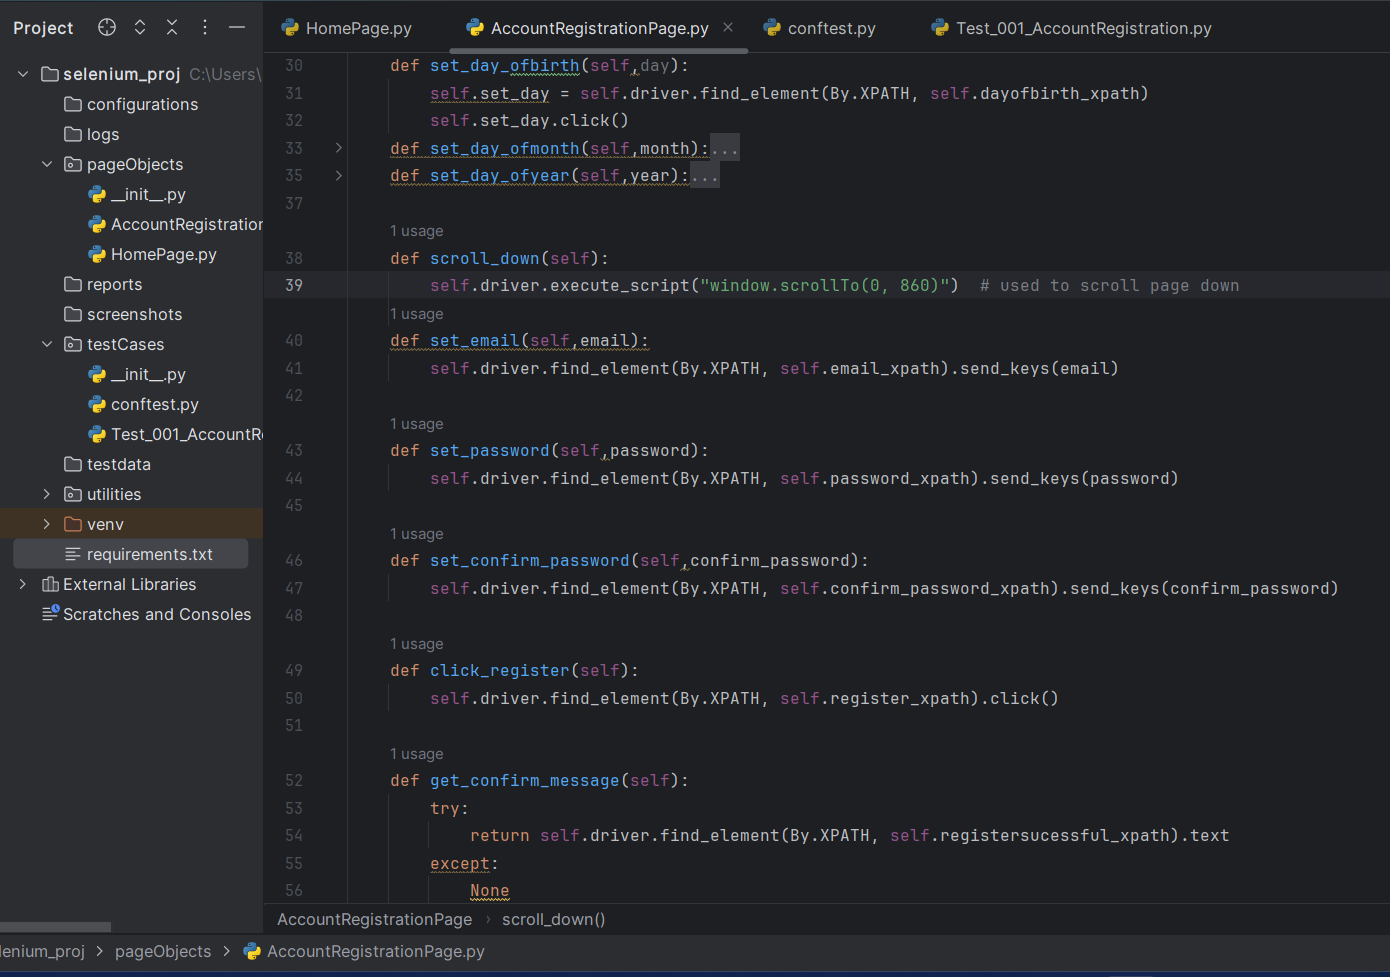 Project
selenium_proj C:\Users\
configurations
logs
pageObjects
__init__.py
AccountRegistration
HomePage.py
reports
screenshots
testCases
__init__.py
conftest.py
Test_001_AccountR
testdata
utilities
venv
requirements.txt
External Libraries
Scratches and Consoles
HomePage.py AccountRegistrationPage.py conftest.py Test_001_AccountRegistration.py
30 def set_day_ofbirth(self,day):
31 self.set_day = self.driver.find_element(By.XPATH, self.dayofbirth_xpath)
32 self.set_day.click()
33 def set_day_ofmonth(self,month):...
35 def set_day_ofyear(self,year):...
37
1 usage
38 def scroll_down(self):
39 self.driver.execute_script("window.scrollTo(0, 860)") # used to scroll page down
1 usage
40 def set_email(self,email):
41 self.driver.find_element(By.XPATH, self.email_xpath).send_keys(email)
42
1 usage
43 def set_password(self,password):
44 self.driver.find_element(By.XPATH, self.password_xpath).send_keys(password)
45
1 usage
46 def set_confirm_password(self,confirm_password):
47 self.driver.find_element(By.XPATH, self.confirm_password_xpath).send_keys(confirm_password)
48
1 usage
49 def click_register(self):
50 self.driver.find_element(By.XPATH, self.register_xpath).click()
51
1 usage
52 def get_confirm_message(self):
53 try:
54 return self.driver.find_element(By.XPATH, self.registersucessful_xpath).text
55 except:
56 None
AccountRegistrationPage › scroll_down()
lenium_proj > pageObjects > AccountRegistrationPage.py